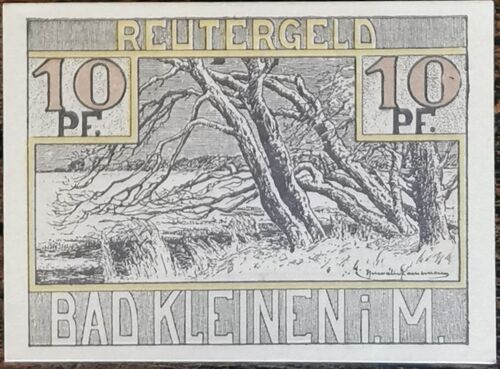 REUTERGELD
10 10
PF. PF.
BAD KLEINEN i. M.